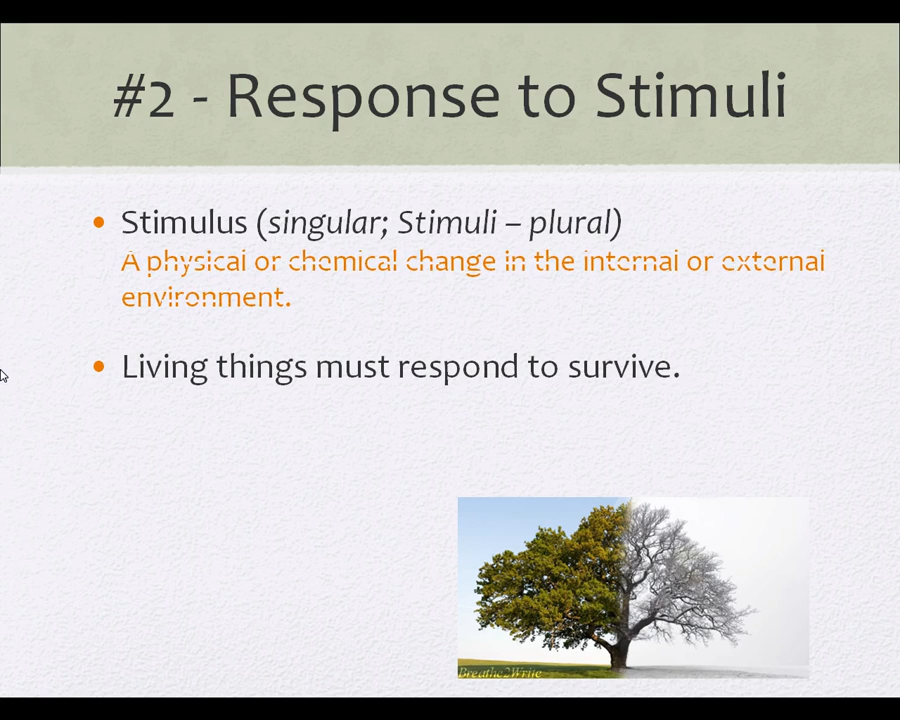 #2 - Response to Stimuli
• Stimulus (singular; Stimuli – plural)
A physical or chemical change in the internal or external
environment.
• Living things must respond to survive.
Breathe2Write